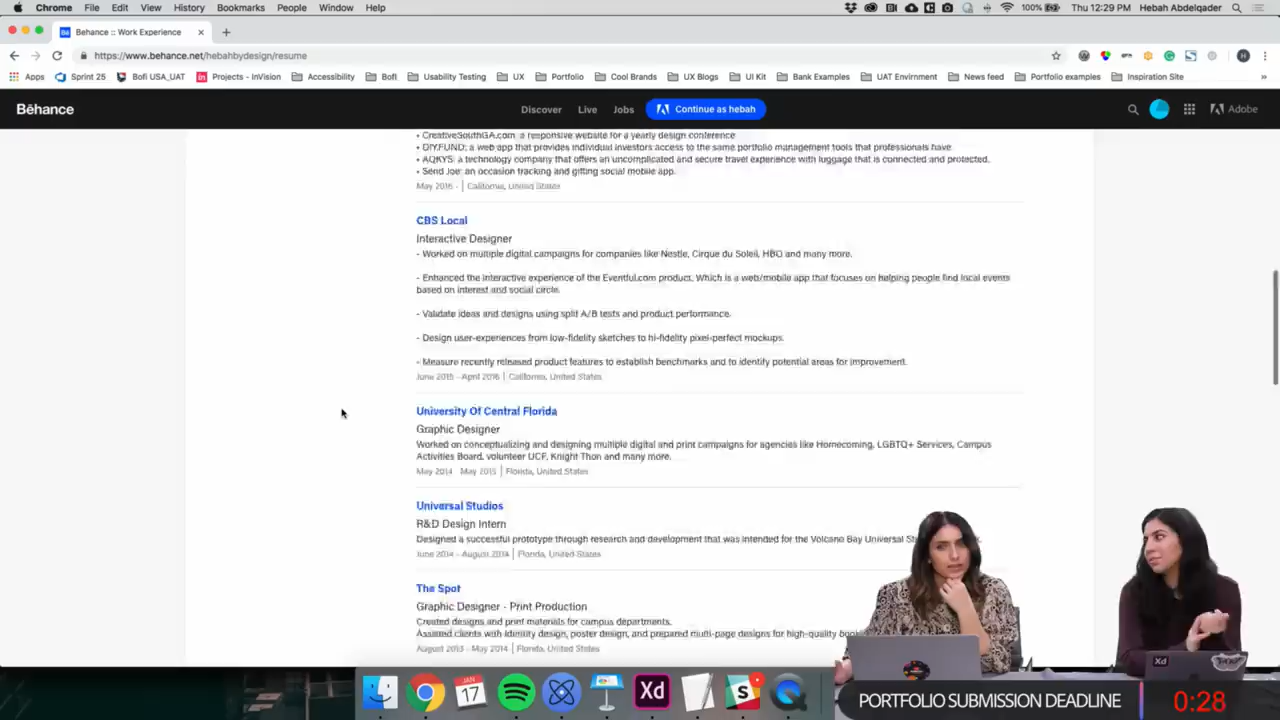 Chrome File Edit View History Bookmarks People Window Help 100% Thu 12:29 PM Hebah Abdelqader
Bē Behance :: Work Experience
https://www.behance.net/hebahbydesign/resume
Apps Sprint 25 Bofi USA_UAT in Projects - InVision Accessibility Bofi Usability Testing UX Portfolio Cool Brands UX Blogs UI Kit Bank Examples UAT Envirnment News feed Portfolio examples Inspiration Site
Bēhance Discover Live Jobs Continue as hebah Adobe
• CreativeSouthGA.com: a responsive website for a yearly design conference
• DIY.FUND: a web app that provides individual investors access to the same portfolio management tools that professionals have.
• AQKYS: a technology company that offers an uncomplicated and secure travel experience with luggage that is connected and protected.
• Send Joe: an occasion tracking and gifting social mobile app.
May 2016 - | California, United States
CBS Local
Interactive Designer
- Worked on multiple digital campaigns for companies like Nestle, Cirque du Soleil, HBO and many more.
- Enhanced the interactive experience of the Eventful.com product. Which is a web/mobile app that focuses on helping people find local events
based on interest and social circle.
- Validate ideas and designs using split A/B tests and product performance.
- Design user-experiences from low-fidelity sketches to hi-fidelity pixel-perfect mockups.
- Measure recently released product features to establish benchmarks and to identify potential areas for improvement.
June 2015 - April 2016 | California, United States
University Of Central Florida
Graphic Designer
Worked on conceptualizing and designing multiple digital and print campaigns for agencies like Homecoming, LGBTQ+ Services, Campus
Activities Board, volunteer UCF, Knight Thon and many more.
May 2014 - May 2015 | Florida, United States
Universal Studios
R&D Design Intern
Designed a successful prototype through research and development that was intended for the Volcano Bay Universal
June 2014 - August 2014 | Florida, United States
The Spot
Graphic Designer - Print Production
Created designs and print materials for campus departments.
Assisted clients with identity design, poster design, and prepared multi-page designs for high-quality
August 2013 - May 2014 | Florida, United States
JAN
17
Xd
S
Xd
PORTFOLIO SUBMISSION DEADLINE 0:28